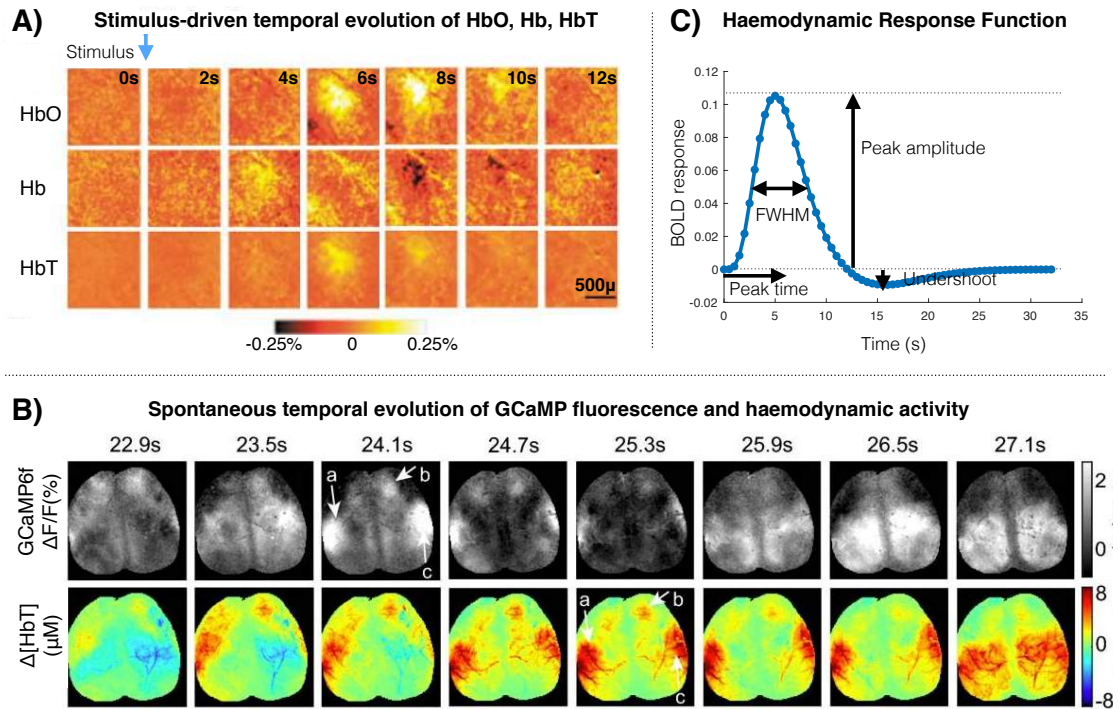 A) Stimulus-driven temporal evolution of HbO, Hb, HbT
Stimulus
0s 2s 4s 6s 8s 10s 12s
HbO
Hb
HbT
500µ
-0.25% 0 0.25%
C) Haemodynamic Response Function
BOLD response
0.12
0.1
0.08
0.06
0.04
0.02
0
-0.02
Peak amplitude
FWHM
Peak time
Undershoot
0 5 10 15 20 25 30 35
Time (s)
B) Spontaneous temporal evolution of GCaMP fluorescence and haemodynamic activity
22.9s 23.5s 24.1s 24.7s 25.3s 25.9s 26.5s 27.1s
GCaMP6f
ΔF/F(%)
a b
c
2
0
Δ[HbT]
(µM)
a b
c
8
0
-8